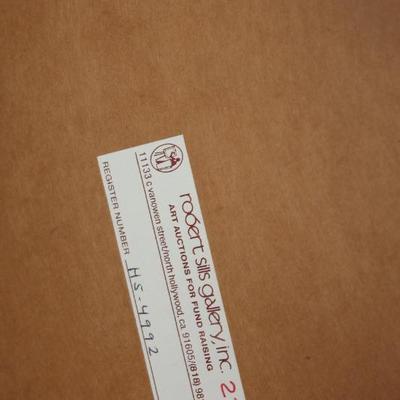 robert sills gallery, inc.
ART AUCTIONS FOR FUND RAISING
11133 c vanowen street/north hollywood, ca 91605/(818) 98
REGISTER NUMBER HS-4992